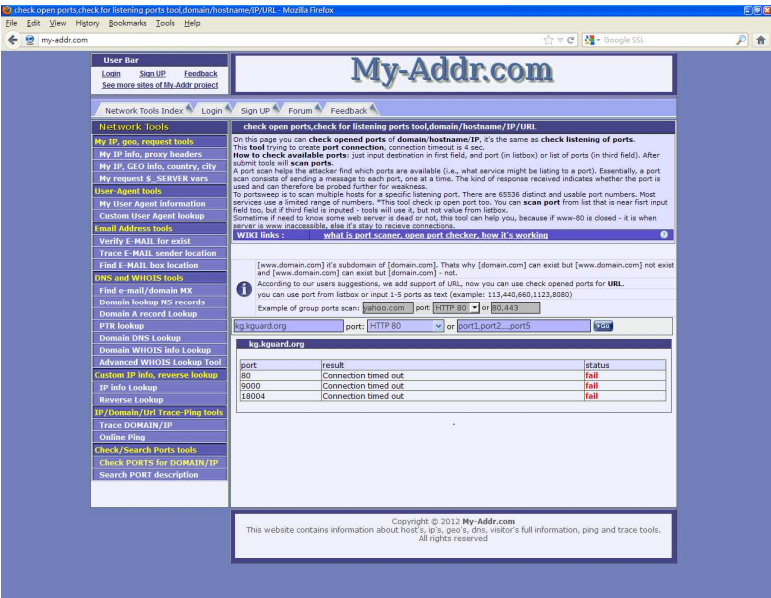 check open ports,check for listening ports tool,domain/hostname/IP/URL - Mozilla Firefox
File Edit View History Bookmarks Tools Help
my-addr.com
Google SSL
User Bar
Login Sign UP Feedback
See more sites of My-Addr project
My-Addr.com
Network Tools Index Login Sign UP Forum Feedback
Network Tools
My IP, geo, request tools
My IP info, proxy headers
My IP, GEO info, country, city
My request $_SERVER vars
User-Agent tools
My User Agent information
Custom User Agent lookup
Email Address tools
Verify E-MAIL for exist
Trace E-MAIL sender location
Find E-MAIL box location
DNS and WHOIS tools
Find e-mail/domain MX
Domain lookup NS records
Domain A record Lookup
PTR lookup
Domain DNS Lookup
Domain WHOIS info Lookup
Advanced WHOIS Lookup Tool
Custom IP info, reverse lookup
IP info Lookup
Reverse Lookup
IP/Domain/Url Trace-Ping tools
Trace DOMAIN/IP
Online Ping
Check/Search Ports tools
Check PORTS for DOMAIN/IP
Search PORT description
check open ports,check for listening ports tool,domain/hostname/IP/URL
On this page you can check opened ports of domain/hostname/IP, it's the same as check listening of ports.
This tool trying to create port connection, connection timeout is 4 sec.
How to check available ports: just input destination in first field, and port (in listbox) or list of ports (in third field). After
submit tools will scan ports.
A port scan helps the attacker find which ports are available (i.e., what service might be listing to a port). Essentially, a port
scan consists of sending a message to each port, one at a time. The kind of response received indicates whether the port is
used and can therefore be probed further for weakness.
To portsweep is to scan multiple hosts for a specific listening port. There are 65536 distinct and usable port numbers. Most
services use a limited range of numbers. *This tool check ip open port too. You can scan port from list that is near fisrt input
field too, but if third field is inputed - tools will use it, but not value from listbox.
Sometime if need to know some web server is dead or not, this tool can help you, because if www-80 is closed - it is when
server is www inaccessible, else it's stay to recieve connections.
WIKI links : what is port scaner, open port checker, how it's working ?
[www.domain.com] it's subdomain of [domain.com]. Thats why [domain.com] can exist but [www.domain.com] not exist
and [www.domain.com] can exist but [domain.com] - not.
According to our users suggestions, we add support of URL, now you can use check opened ports for URL.
you can use port from listbox or input 1-5 ports as text (example: 113,440,660,1123,8080)
Example of group ports scan: yahoo.com port: HTTP 80 or 80,443
kg.kguard.org port: HTTP 80 or port1,port2,...,port5 Go
kg.kguard.org
port result status
80 Connection timed out fail
9000 Connection timed out fail
18004 Connection timed out fail
Copyright © 2012 My-Addr.com
This website contains information about host's, ip's, geo's, dns, visitor's full information, ping and trace tools.
All rights reserved